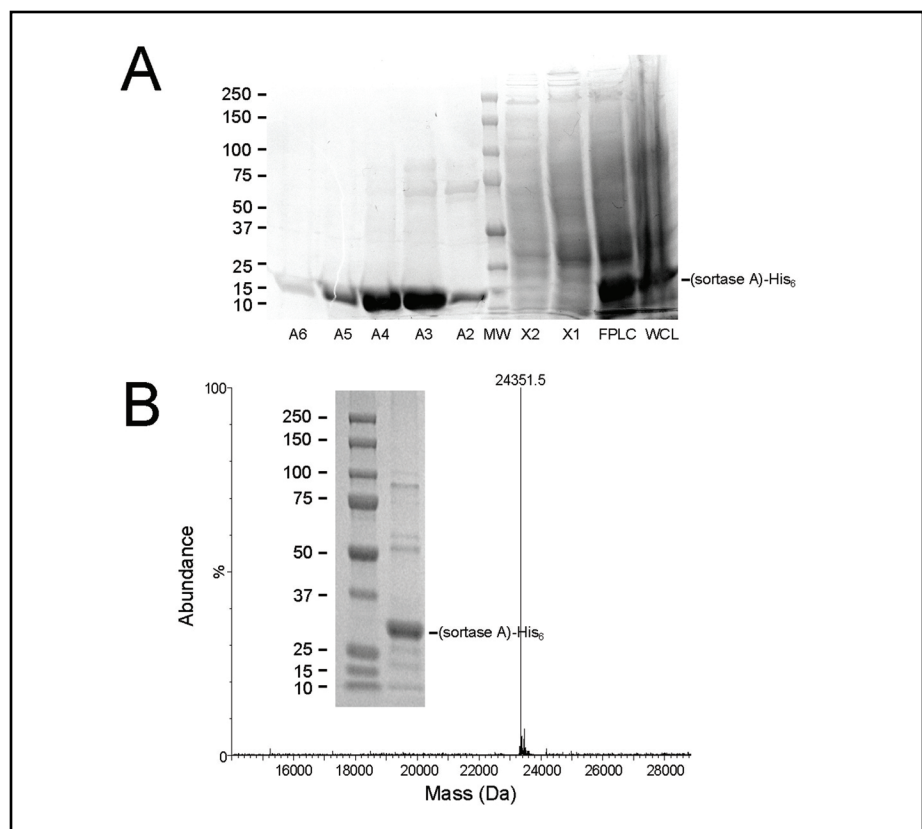 A
250
150
100
75
50
37
25
15
10
(sortase A)-His₆
A6 A5 A4 A3 A2 MW X2 X1 FPLC WCL
B
100
24351.5
250
150
100
75
50
37
25
15
10
(sortase A)-His₆
Abundance
%
0
16000 18000 20000 22000 24000 26000 28000
Mass (Da)